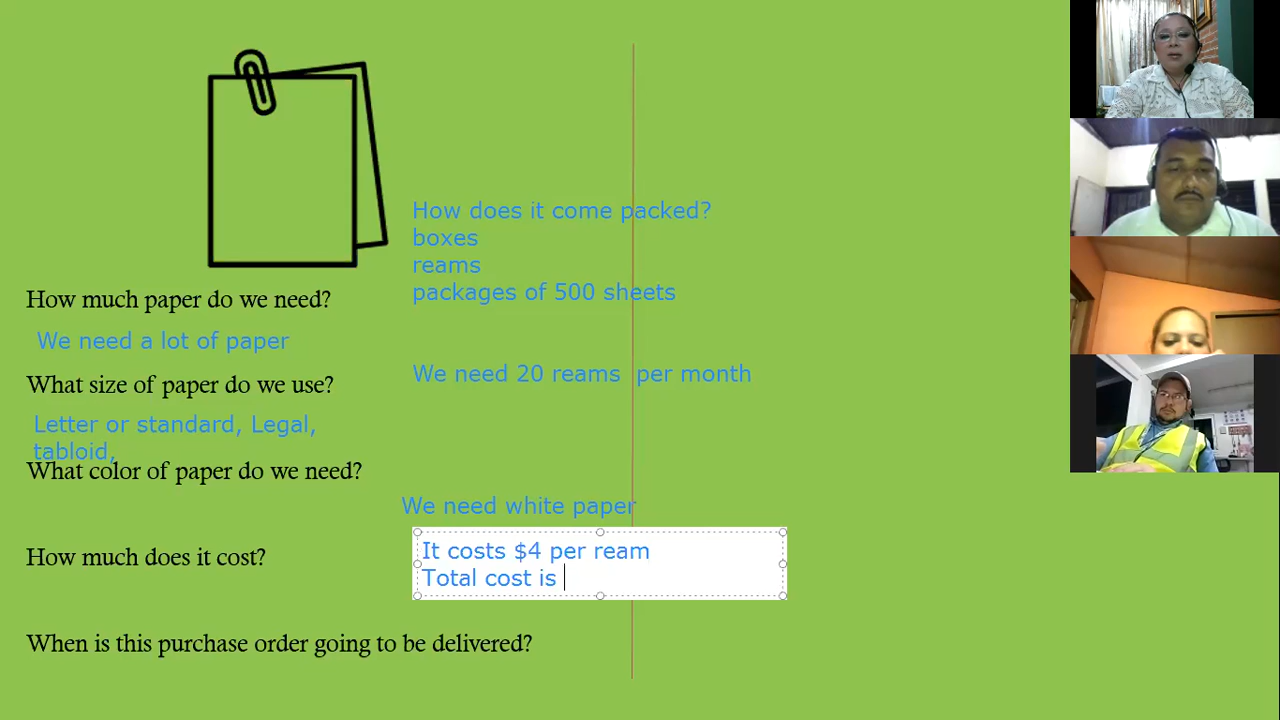 How does it come packed?
boxes
reams
packages of 500 sheets
How much paper do we need?
We need a lot of paper
What size of paper do we use?
We need 20 reams per month
Letter or standard, Legal,
tabloid,
What color of paper do we need?
We need white paper
How much does it cost?
It costs $4 per ream
Total cost is
When is this purchase order going to be delivered?